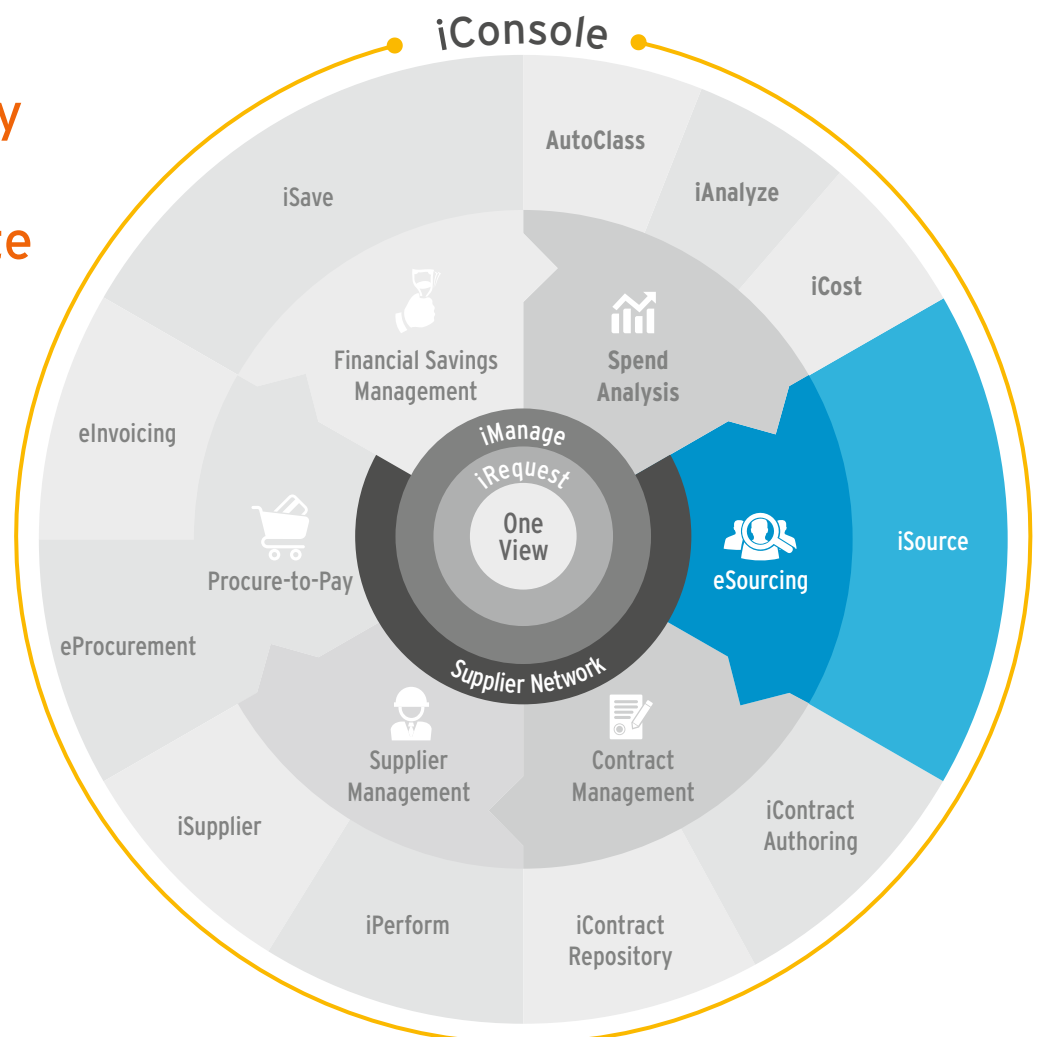 iConsole
y
te
AutoClass
iAnalyze
iCost
iSave
iSource
eInvoicing
eProcurement
iSupplier
iPerform
iContract
Repository
iContract
Authoring
Financial Savings
Management
Spend
Analysis
eSourcing
Contract
Management
Supplier
Management
Procure-to-Pay
iManage
iRequest
One
View
Supplier Network